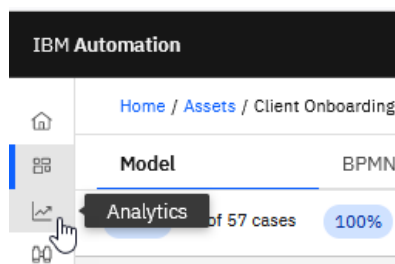 IBM Automation
Home / Assets / Client Onboarding
Model BPMN
Analytics of 57 cases 100%